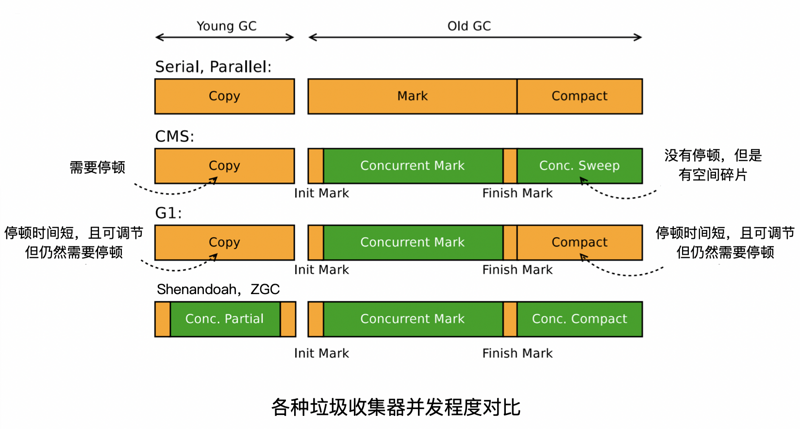 Young GC
Old GC
Serial, Parallel:
Copy
Mark
Compact
CMS:
需要停顿
Copy
Concurrent Mark
Conc. Sweep
没有停顿，但是
有空间碎片
Init Mark
Finish Mark
G1:
停顿时间短，且可调节
但仍然需要停顿
Copy
Concurrent Mark
Compact
停顿时间短，且可调节
但仍然需要停顿
Init Mark
Finish Mark
Shenandoah，ZGC
Conc. Partial
Concurrent Mark
Conc. Compact
Init Mark
Finish Mark
各种垃圾收集器并发程度对比